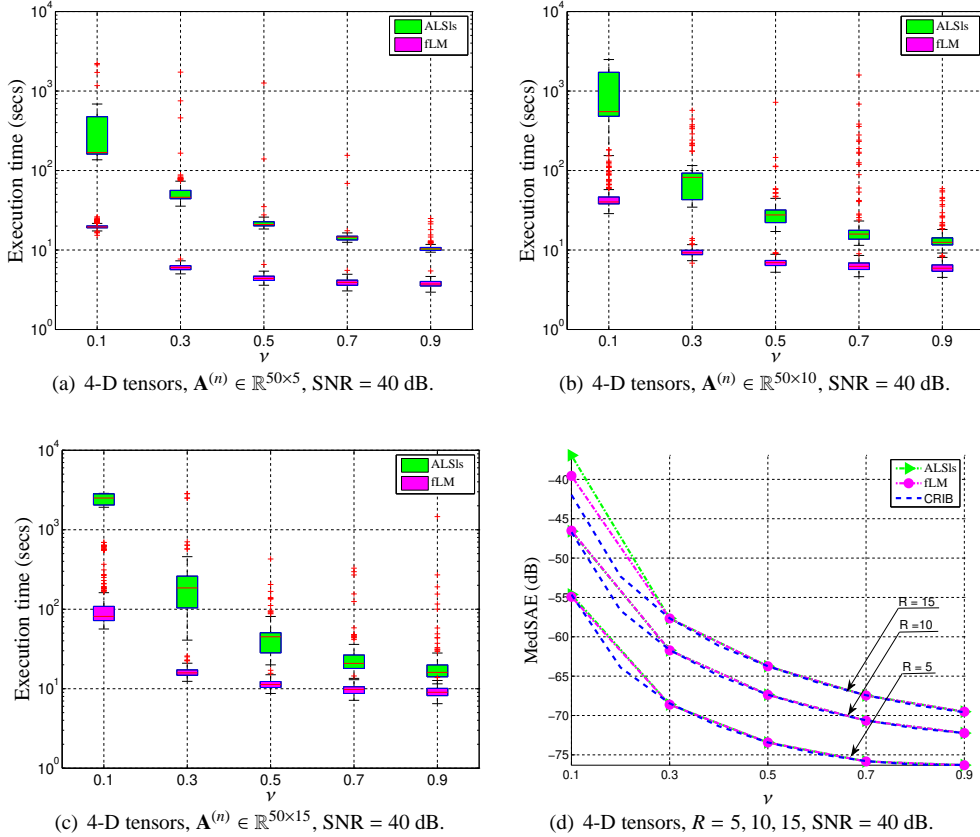 ALSls
fLM
Execution time (secs)
10^4
10^3
10^2
10^1
10^0
0.1 0.3 0.5 0.7 0.9
ν
(a) 4-D tensors, A^(n) ∈ ℝ^50×5, SNR = 40 dB.
ALSls
fLM
Execution time (secs)
10^4
10^3
10^2
10^1
10^0
0.1 0.3 0.5 0.7 0.9
ν
(b) 4-D tensors, A^(n) ∈ ℝ^50×10, SNR = 40 dB.
ALSls
fLM
Execution time (secs)
10^4
10^3
10^2
10^1
10^0
0.1 0.3 0.5 0.7 0.9
ν
(c) 4-D tensors, A^(n) ∈ ℝ^50×15, SNR = 40 dB.
ALSls
fLM
CRIB
MedSAE (dB)
−40
−45
−50
−55
−60
−65
−70
−75
R = 15
R =10
R = 5
0.1 0.3 0.5 0.7 0.9
ν
(d) 4-D tensors, R = 5, 10, 15, SNR = 40 dB.